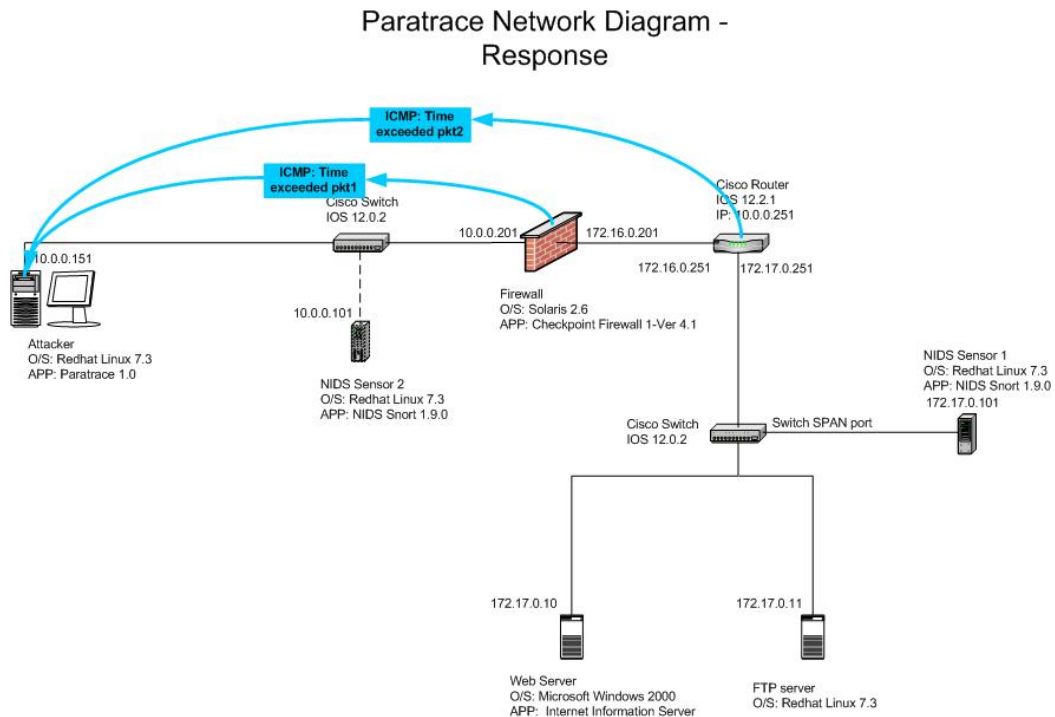 Paratrace Network Diagram -
Response
ICMP: Time
exceeded pkt2
ICMP: Time
exceeded pkt1
Cisco Switch
IOS 12.0.2
Cisco Router
IOS 12.2.1
IP: 10.0.0.251
10.0.0.151
10.0.0.201
172.16.0.201
172.16.0.251
172.17.0.251
Attacker
O/S: Redhat Linux 7.3
APP: Paratrace 1.0
10.0.0.101
NIDS Sensor 2
O/S: Redhat Linux 7.3
APP: NIDS Snort 1.9.0
Firewall
O/S: Solaris 2.6
APP: Checkpoint Firewall 1-Ver 4.1
NIDS Sensor 1
O/S: Redhat Linux 7.3
APP: NIDS Snort 1.9.0
172.17.0.101
Cisco Switch
IOS 12.0.2
Switch SPAN port
172.17.0.10
172.17.0.11
Web Server
O/S: Microsoft Windows 2000
APP: Internet Information Server
FTP server
O/S: Redhat Linux 7.3